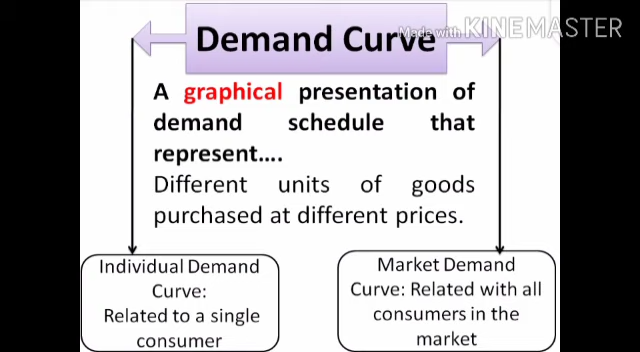 Demand Curve
Made with KINEMASTER
A graphical presentation of
demand schedule that
represent....
Different units of goods
purchased at different prices.
Individual Demand
Curve:
Related to a single
consumer
Market Demand
Curve: Related with all
consumers in the
market